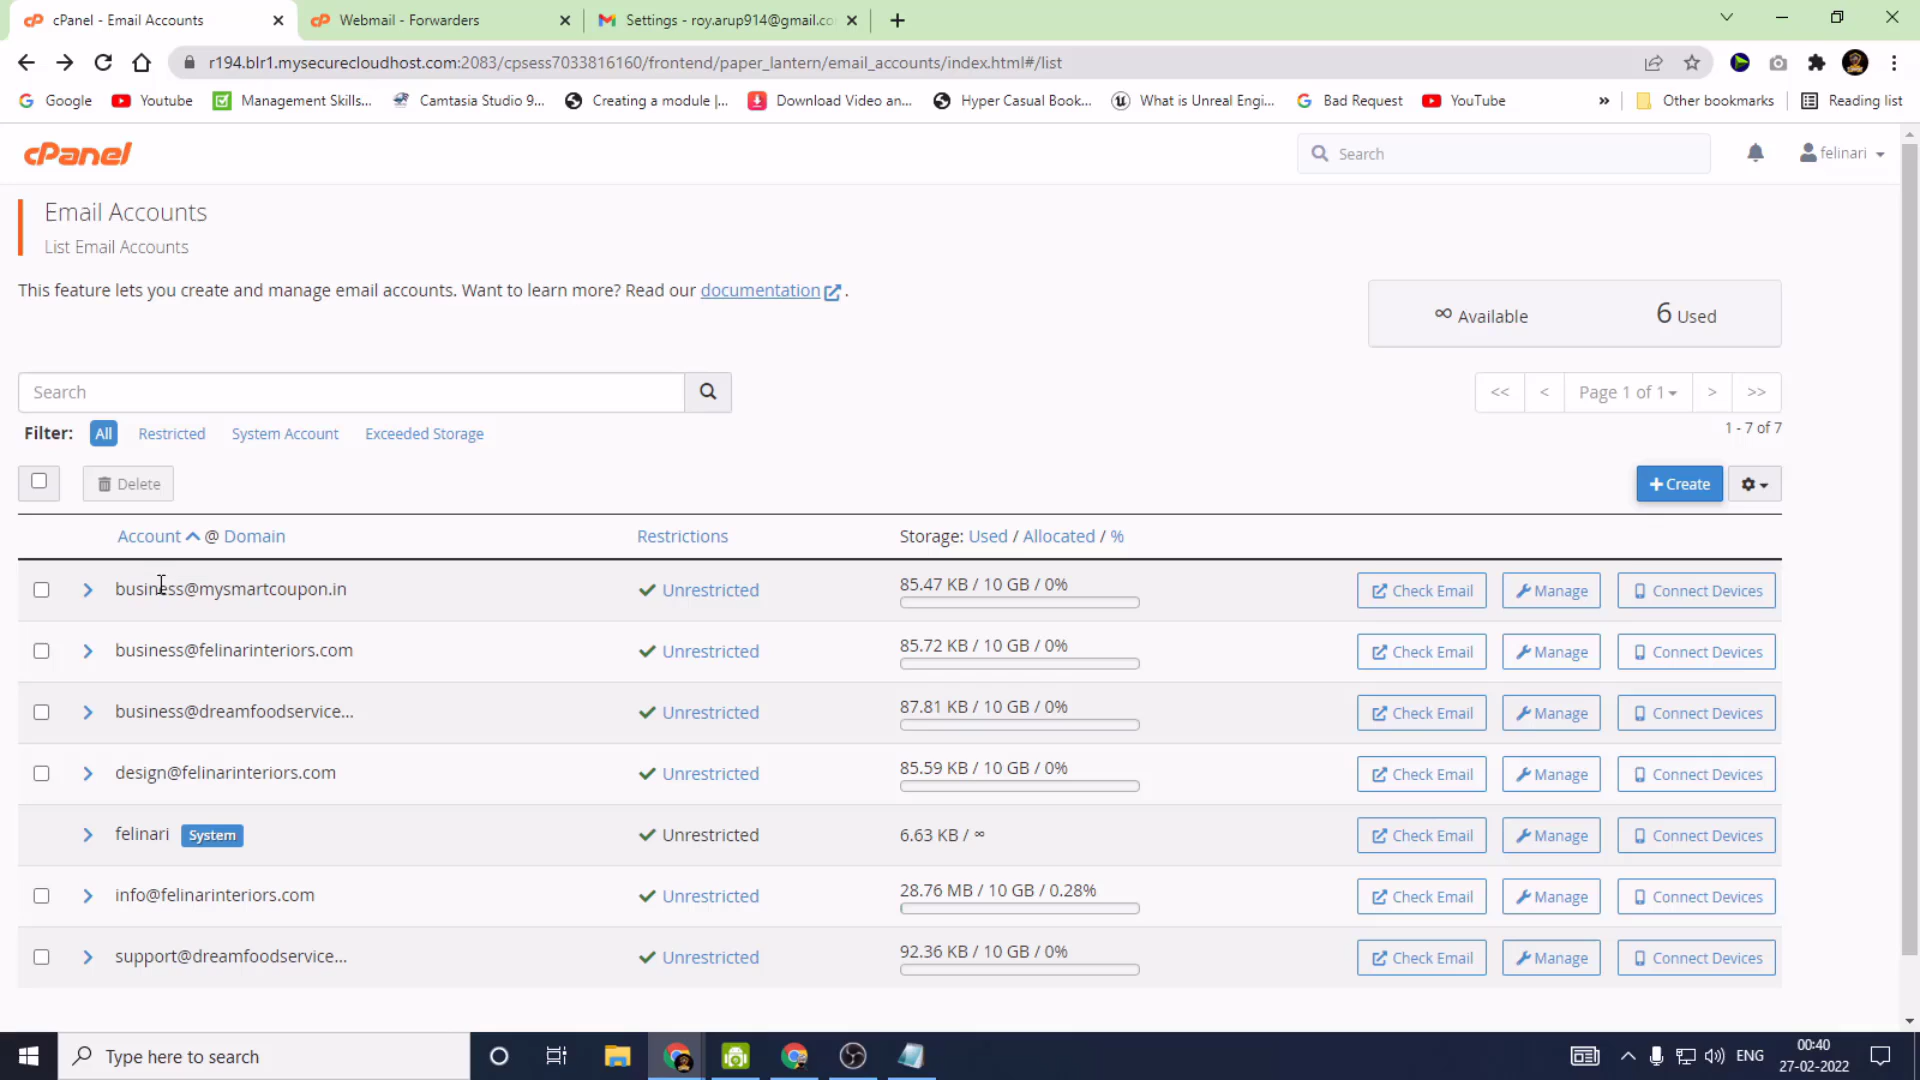 cPanel - Email Accounts
Webmail - Forwarders
Settings - roy.arup914@gmail.co
r194.blr1.mysecurecloudhost.com:2083/cpsess7033816160/frontend/paper_lantern/email_accounts/index.html#/list
Google
Youtube
Management Skills...
Camtasia Studio 9...
Creating a module |...
Download Video an...
Hyper Casual Book...
What is Unreal Engi...
Bad Request
YouTube
»
Other bookmarks
Reading list
cPanel
Search
felinari
Email Accounts
List Email Accounts
This feature lets you create and manage email accounts. Want to learn more? Read our documentation .
∞ Available
6 Used
Search
<< < Page 1 of 1 > >>
Filter: All Restricted System Account Exceeded Storage
1 - 7 of 7
Delete
+ Create
Account @ Domain Restrictions Storage: Used / Allocated / %
business@mysmartcoupon.in Unrestricted 85.47 KB / 10 GB / 0% Check Email Manage Connect Devices
business@felinarinteriors.com Unrestricted 85.72 KB / 10 GB / 0% Check Email Manage Connect Devices
business@dreamfoodservice... Unrestricted 87.81 KB / 10 GB / 0% Check Email Manage Connect Devices
design@felinarinteriors.com Unrestricted 85.59 KB / 10 GB / 0% Check Email Manage Connect Devices
felinari System Unrestricted 6.63 KB / ∞ Check Email Manage Connect Devices
info@felinarinteriors.com Unrestricted 28.76 MB / 10 GB / 0.28% Check Email Manage Connect Devices
support@dreamfoodservice... Unrestricted 92.36 KB / 10 GB / 0% Check Email Manage Connect Devices
Type here to search
ENG
00:40
27-02-2022